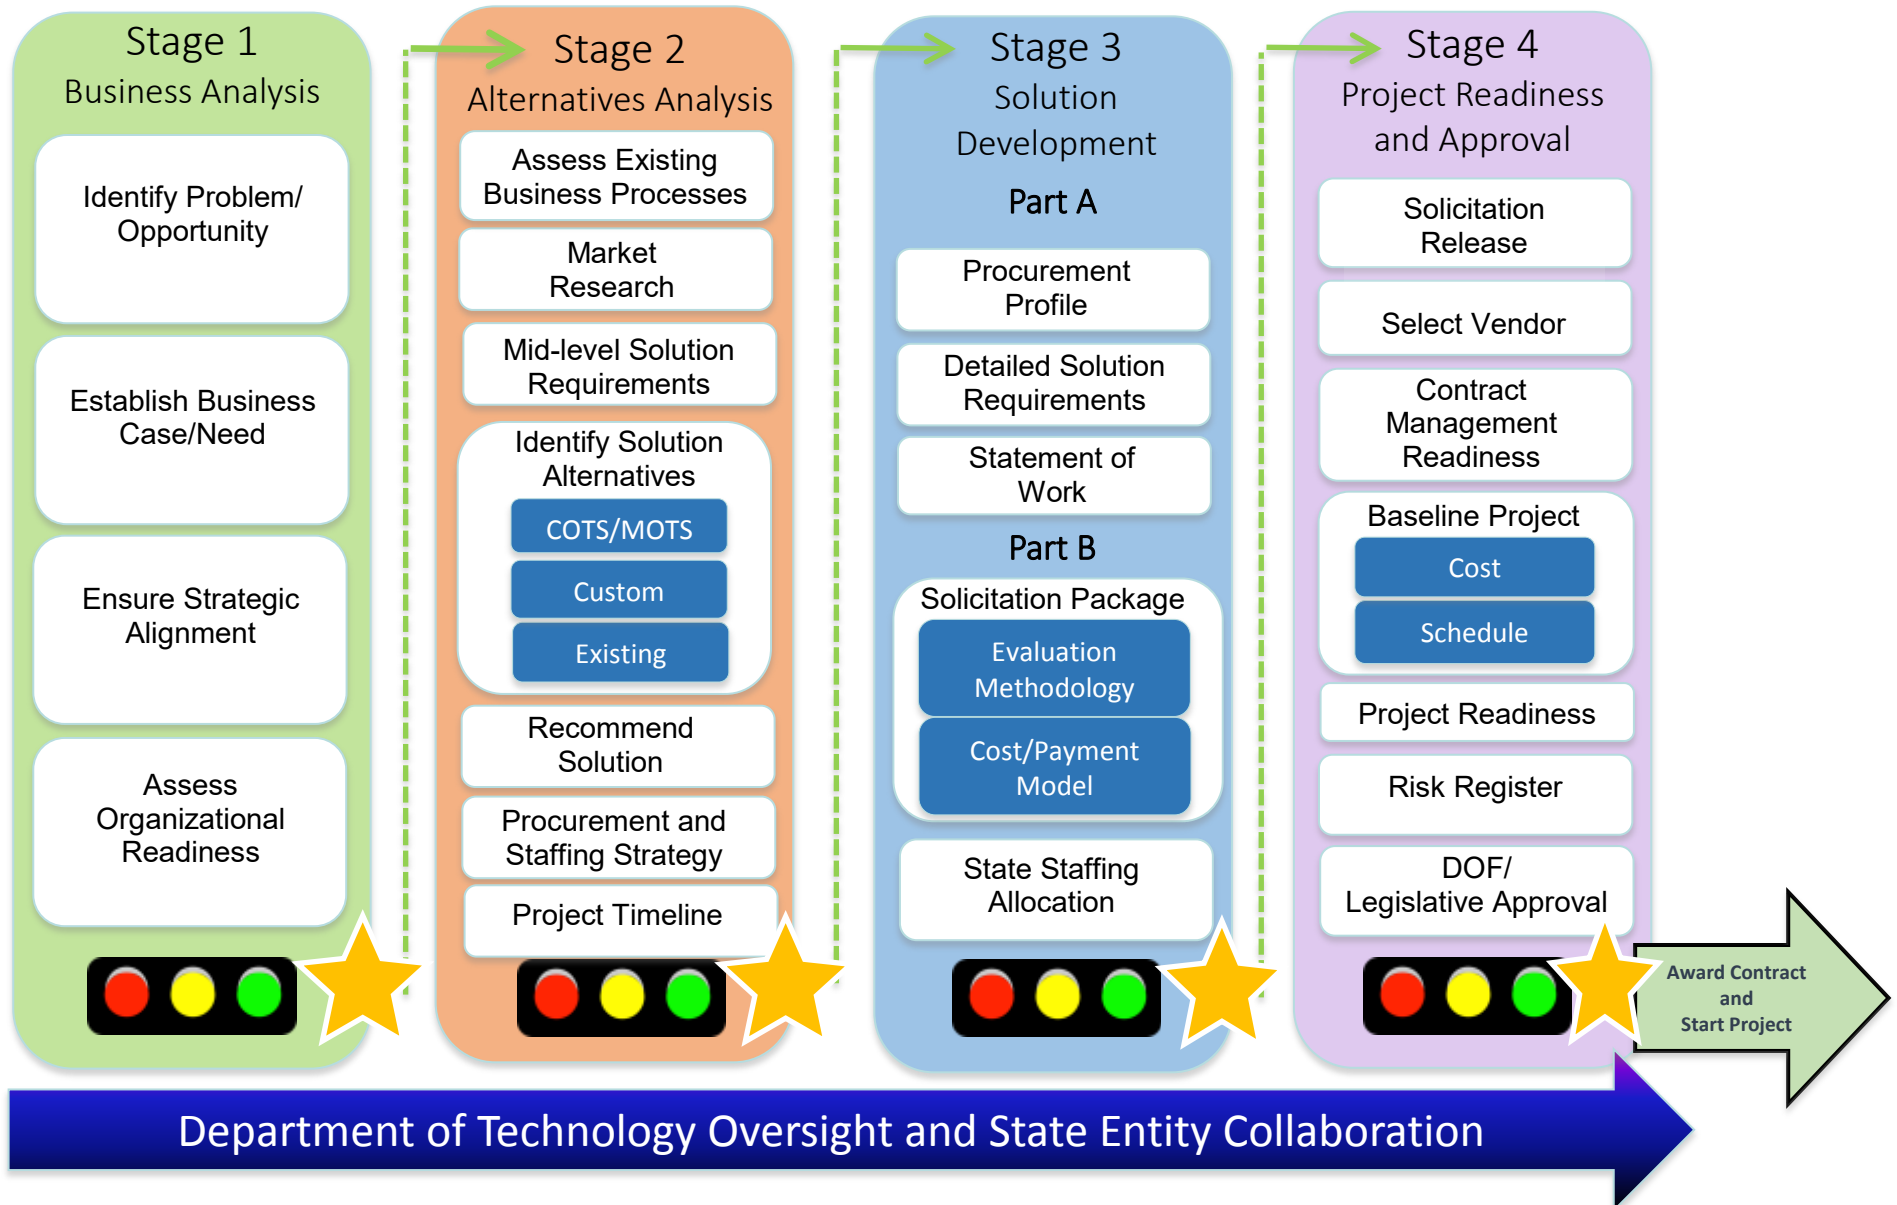 Stage 1
Business Analysis
Identify Problem/
Opportunity
Establish Business
Case/Need
Ensure Strategic
Alignment
Assess
Organizational
Readiness
Stage 2
Alternatives Analysis
Assess Existing
Business Processes
Market
Research
Mid-level Solution
Requirements
Identify Solution
Alternatives
COTS/MOTS
Custom
Existing
Recommend
Solution
Procurement and
Staffing Strategy
Project Timeline
Stage 3
Solution
Development
Part A
Procurement
Profile
Detailed Solution
Requirements
Statement of
Work
Part B
Solicitation Package
Evaluation
Methodology
Cost/Payment
Model
State Staffing
Allocation
Stage 4
Project Readiness
and Approval
Solicitation
Release
Select Vendor
Contract
Management
Readiness
Baseline Project
Cost
Schedule
Project Readiness
Risk Register
DOF/
Legislative Approval
Award Contract
and
Start Project
Department of Technology Oversight and State Entity Collaboration